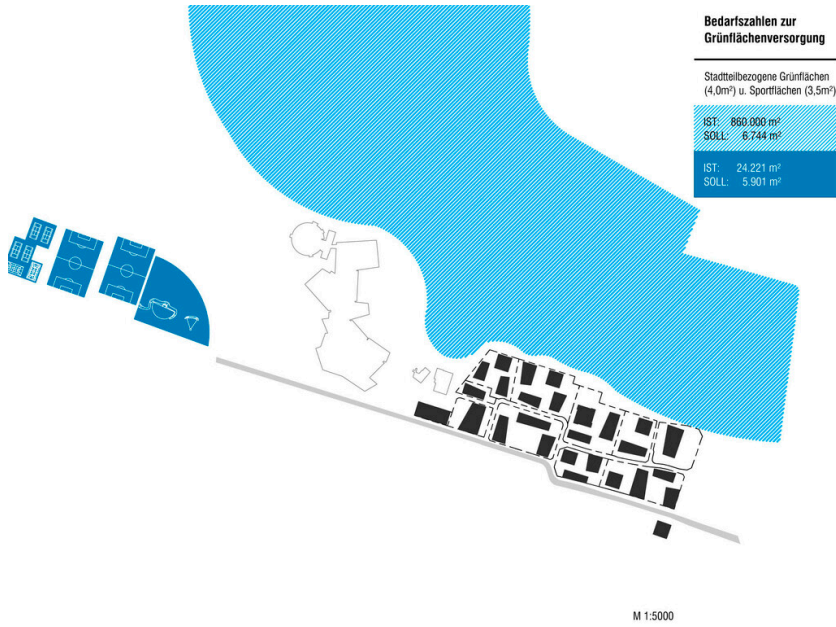 Bedarfszahlen zur
Grünflächenversorgung
Stadtteilbezogene Grünflächen
(4,0m²) u. Sportflächen (3,5m²)
IST: 860.000 m²
SOLL: 6.744 m²
IST: 24.221 m²
SOLL: 5.901 m²
M 1:5000